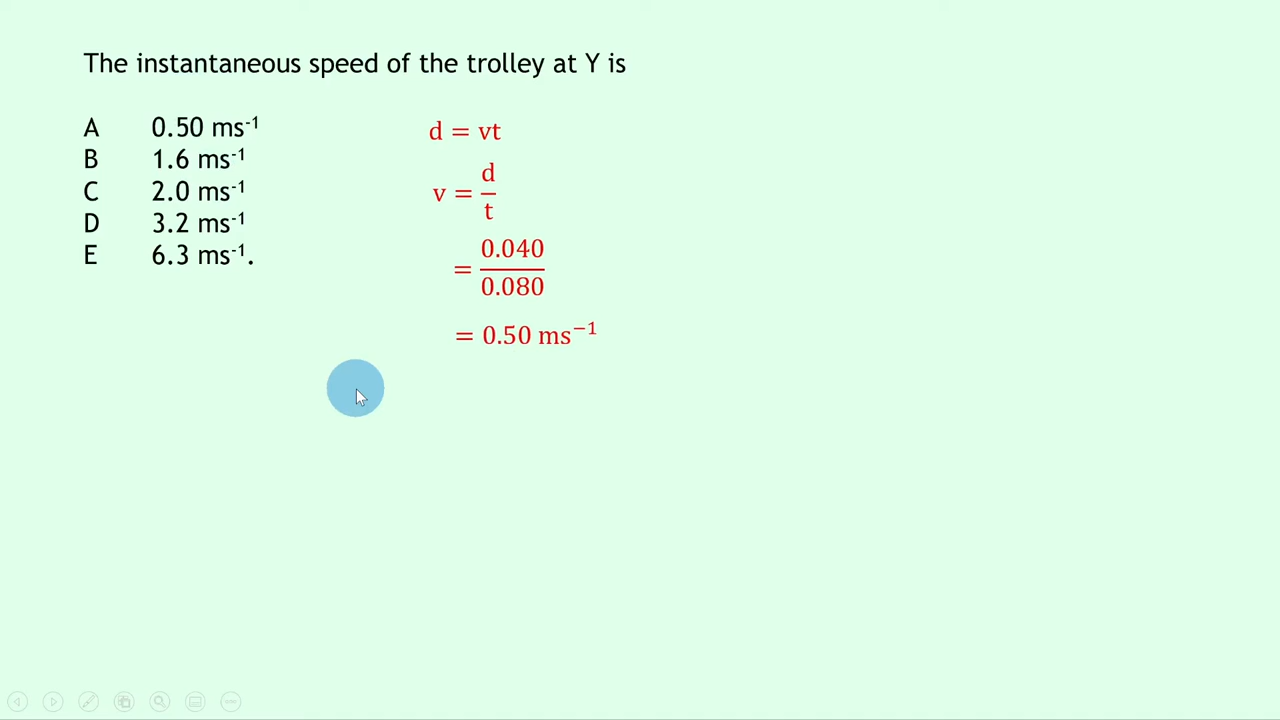 The instantaneous speed of the trolley at Y is
A 0.50 ms⁻¹
B 1.6 ms⁻¹
C 2.0 ms⁻¹
D 3.2 ms⁻¹
E 6.3 ms⁻¹.
d = vt
v = d/t
= 0.040/0.080
= 0.50 ms⁻¹